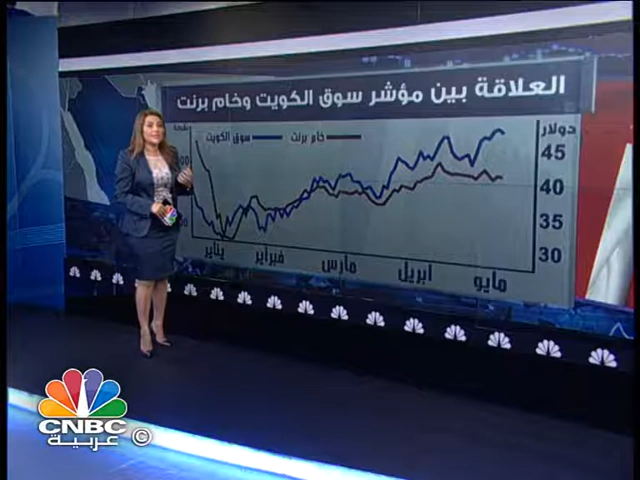 العلاقة بين مؤشر سوق الكويت وخام برنت
دولار
خام برنت
سوق الكويت
نقطة
45
40
35
30
يناير
فبراير
مارس
ابريل
مايو
CNBC
عربية ©